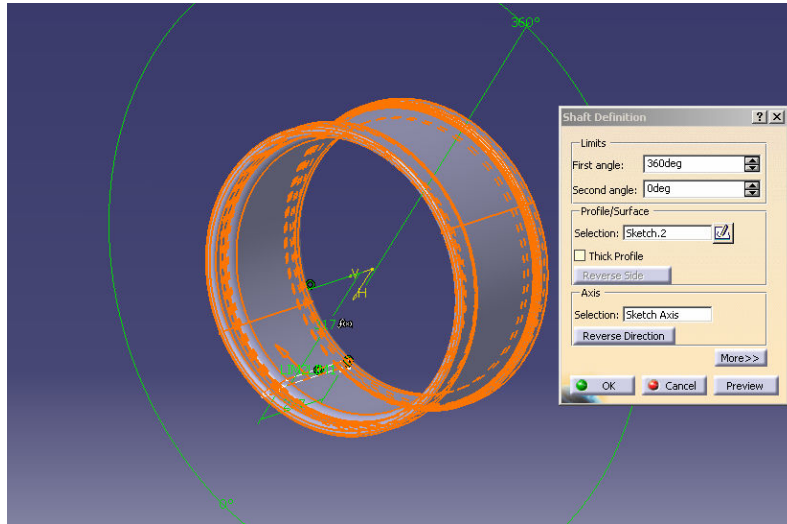 360°
Shaft Definition
Limits
First angle: 360deg
Second angle: 0deg
Profile/Surface
Selection: Sketch.2
Thick Profile
Reverse Side
Axis
Selection: Sketch Axis
Reverse Direction
More>>
OK Cancel Preview
V
H